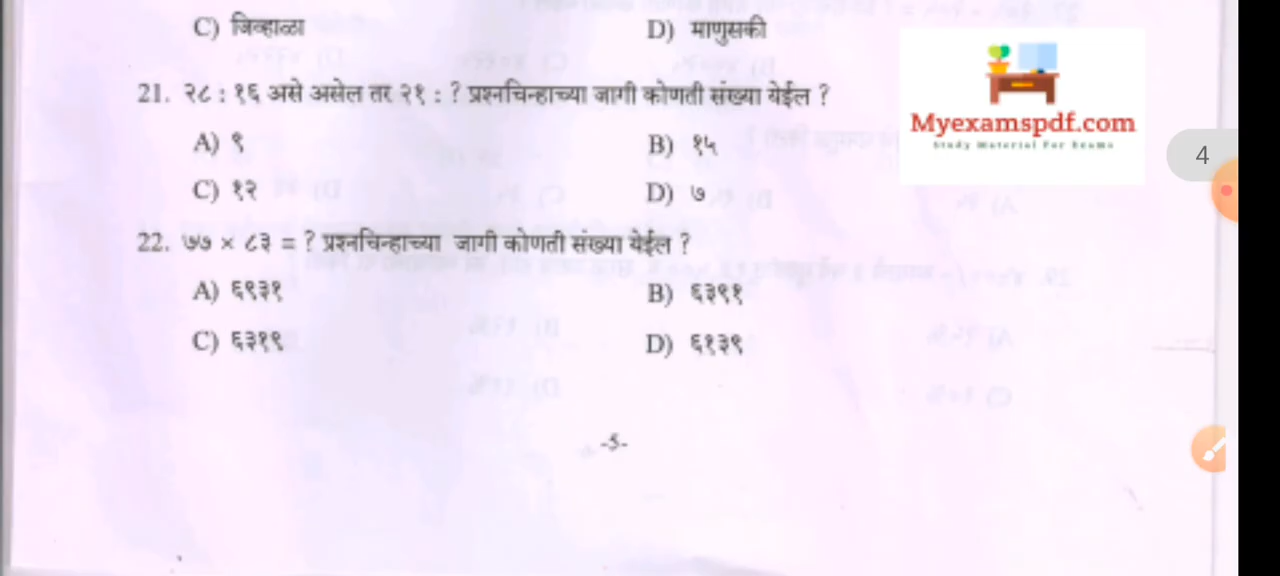 C) जिव्हाळा D) माणुसकी
21. २८ : १६ असे असेल तर २१ : ? प्रश्नचिन्हाच्या जागी कोणती संख्या येईल ?
A) ९ B) १५
C) १२ D) ७
22. ७७ × ८३ = ? प्रश्नचिन्हाच्या जागी कोणती संख्या येईल ?
A) ६९३१ B) ६३९१
C) ६३१९ D) ६१३९
-5-
Myexamspdf.com
Study Material For Exams
4